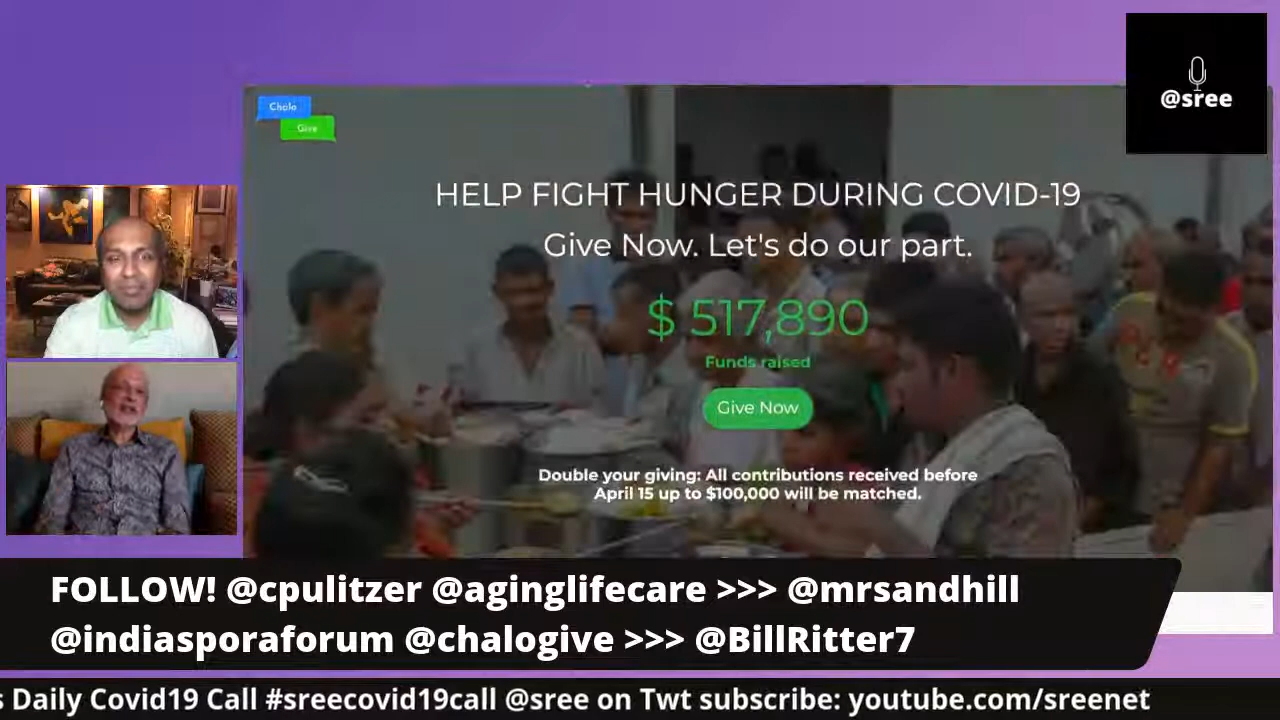 @sree
Chalo
Give
HELP FIGHT HUNGER DURING COVID-19
Give Now. Let's do our part.
$ 517,890
Funds raised
Give Now
Double your giving: All contributions received before
April 15 up to $100,000 will be matched.
FOLLOW! @cpulitzer @aginglifecare >>> @mrsandhill
@indiasporaforum @chalogive >>> @BillRitter7
s Daily Covid19 Call #sreecovid19call @sree on Twt subscribe: youtube.com/sreenet